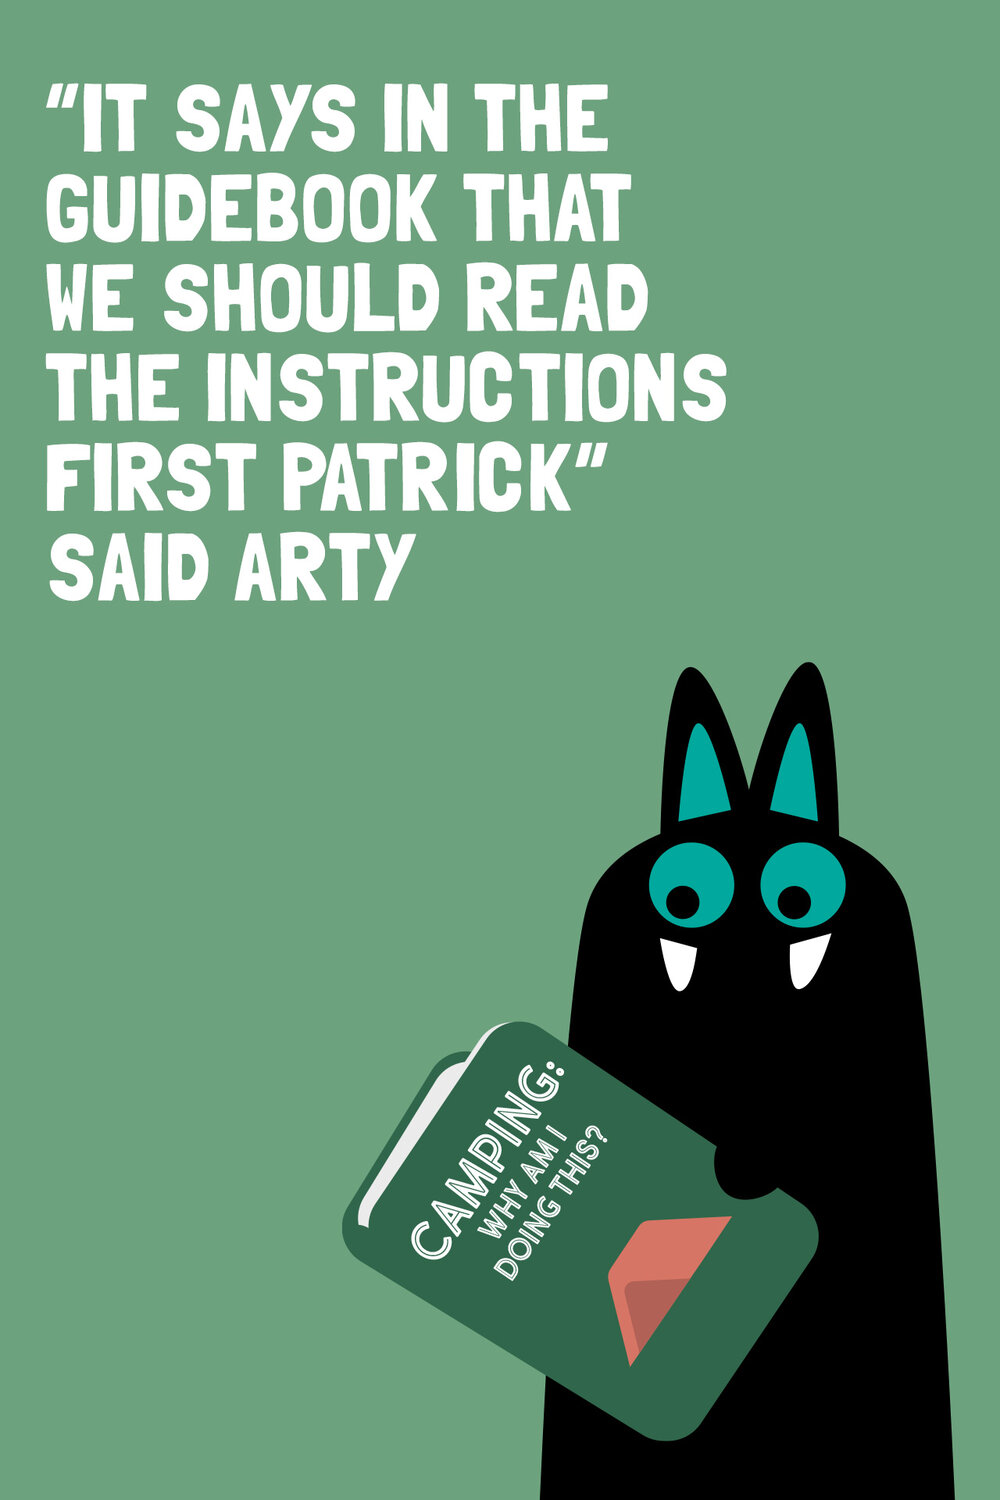 “IT SAYS IN THE
GUIDEBOOK THAT
WE SHOULD READ
THE INSTRUCTIONS
FIRST PATRICK”
SAID ARTY
CAMPING:
WHY AM I
DOING THIS?